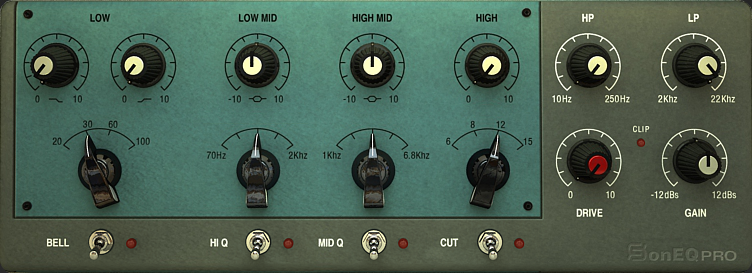 LOW LOW MID HIGH MID HIGH HP LP
0 10 0 10 -10 10 -10 10 0 10 10Hz 250Hz 2Khz 22Khz
20 30 60 100 70Hz 2Khz 1Khz 6.8Khz 6 8 12 15
CLIP
0 10 -12dBs 12dBs
DRIVE GAIN
BELL HI Q MID Q CUT
SonEQPRO